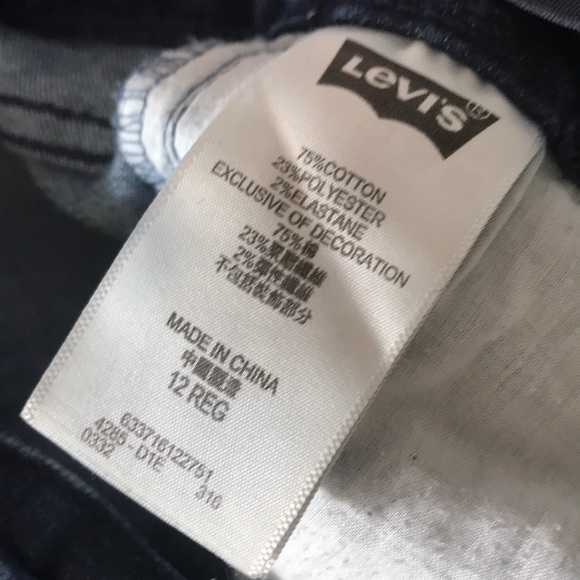 LEVI'S ®
75%COTTON
23%POLYESTER
2%ELASTANE
EXCLUSIVE OF DECORATION
75%棉
23%聚酯纖維
2%彈性纖維
不包括裝飾部分
MADE IN CHINA
中國製造
12 REG
633716122751
4285 - D1E 316
0332